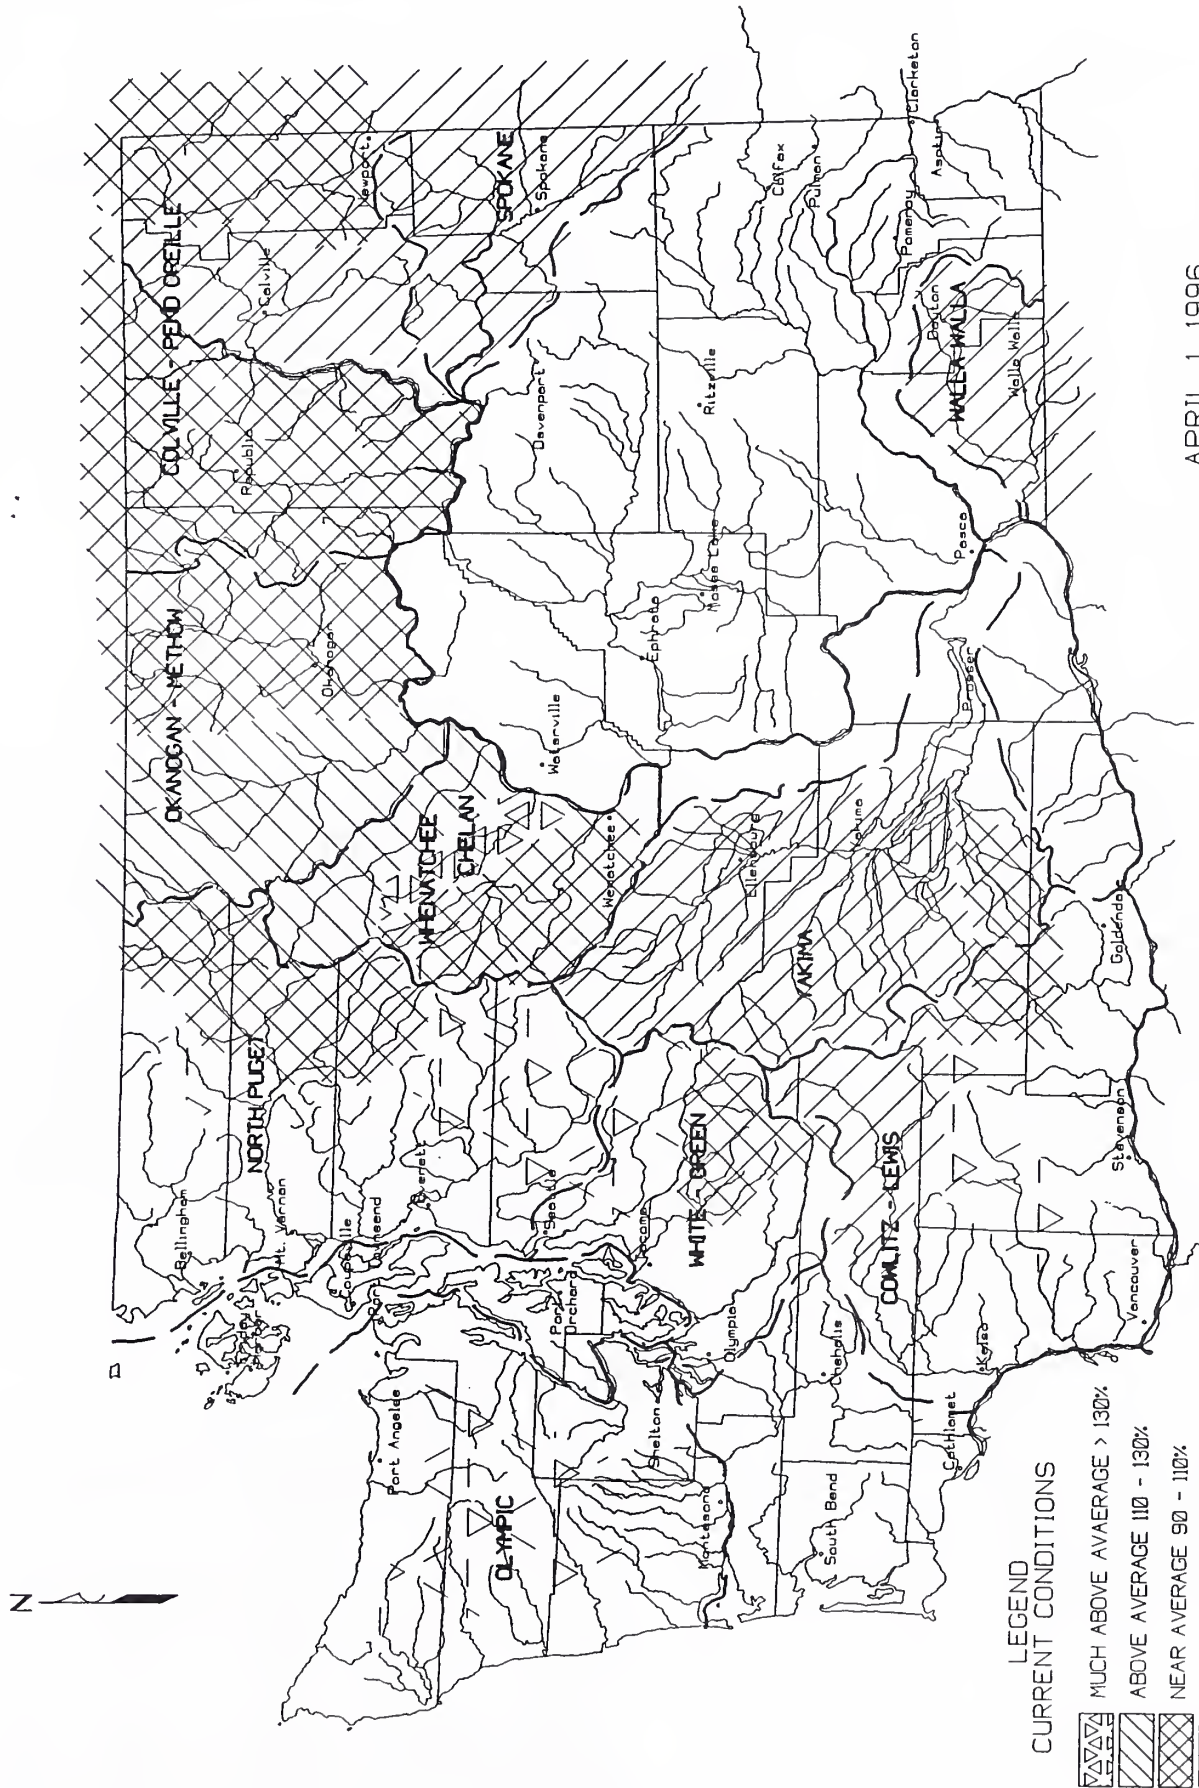 N
OKANOGAN - METHOW
COLVILLE - PEND OREILLE
NORTH PUGET
WHENATCHEE
CHELAN
SPOKANE
OLYMPIC
WHITE - GREEN
YAKIMA
COWLITZ - LEWIS
WALLA WALLA
Bellingham
Mt. Vernon
Coupeville
Everett
Port Angeles
Seattle
Port
Orchard
Tacoma
Shelton
Olympia
Montesano
South Bend
Chehalis
Cathlamet
Kelso
Vancouver
Stevenson
Goldendale
Yakima
Ellensburg
Wenatchee
Waterville
Okanogan
Republic
Colville
Newport
Spokane
Davenport
Ephrata
Moses Lake
Ritzville
Colfax
Pulman
Pomeroy
Asotin
Clarkston
Dayton
Walla Walla
Pasco
Prosser
LEGEND
CURRENT CONDITIONS
MUCH ABOVE AVAERAGE > 130%
ABOVE AVERAGE 110 - 130%
NEAR AVERAGE 90 - 110%
APRIL 1 1996